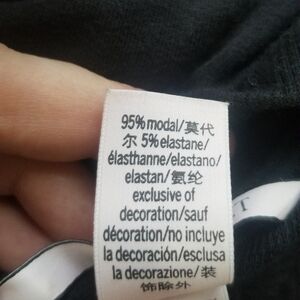 95% modal/莫代
尔 5% elastane/
élasthanne/elastano/
elastan/氨纶
exclusive of
decoration/sauf
décoration/no incluye
la decoración/esclusa
la decorazione/装
饰除外
T